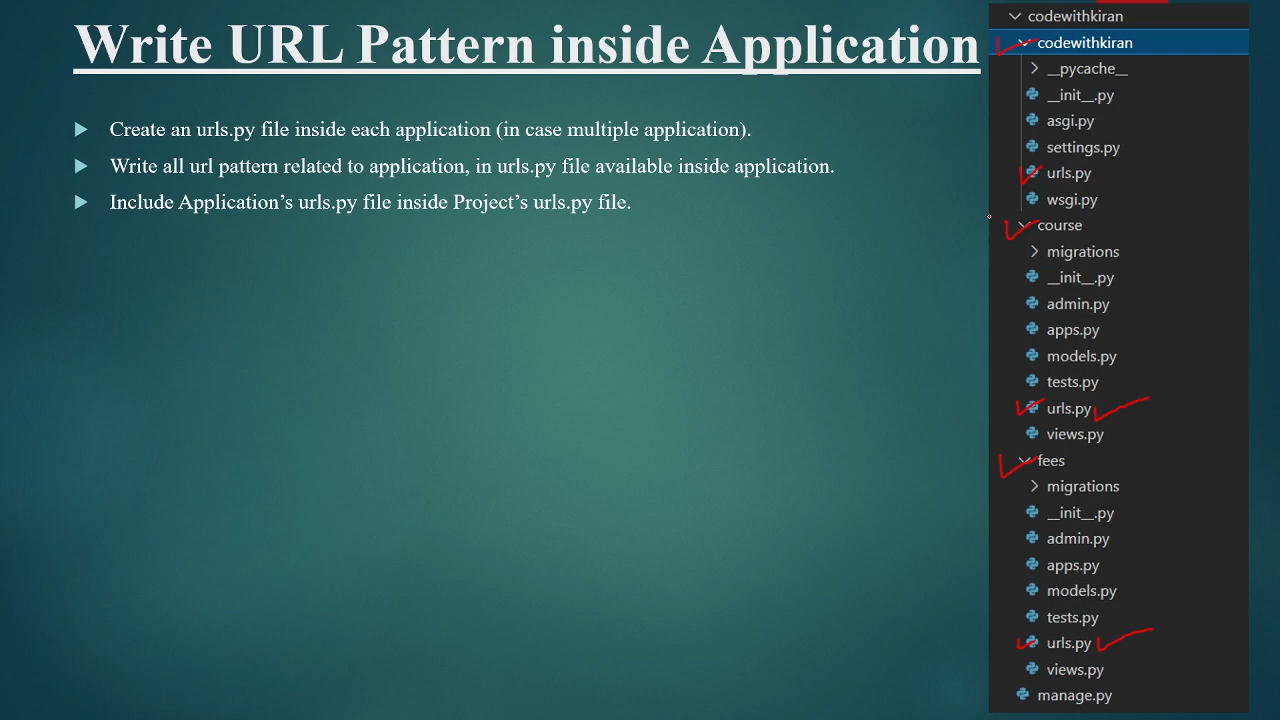 Write URL Pattern inside Application
Create an urls.py file inside each application (in case multiple application).
Write all url pattern related to application, in urls.py file available inside application.
Include Application’s urls.py file inside Project’s urls.py file.
codewithkiran
codewithkiran
__pycache__
__init__.py
asgi.py
settings.py
urls.py
wsgi.py
course
migrations
__init__.py
admin.py
apps.py
models.py
tests.py
urls.py
views.py
fees
migrations
__init__.py
admin.py
apps.py
models.py
tests.py
urls.py
views.py
manage.py